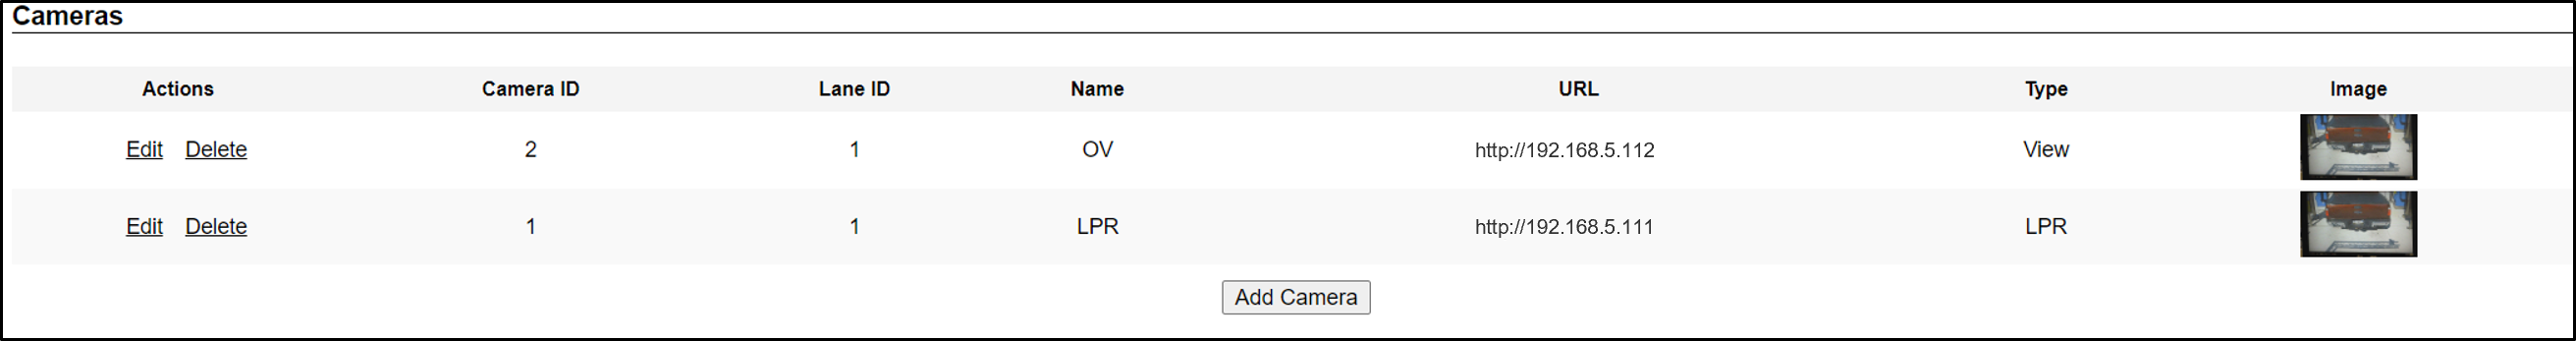 Cameras
Actions Camera ID Lane ID Name URL Type Image
Edit Delete 2 1 OV http://192.168.5.112 View
Edit Delete 1 1 LPR http://192.168.5.111 LPR
Add Camera